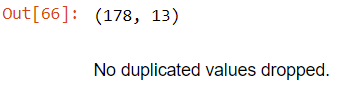 Out[66]: (178, 13)
No duplicated values dropped.